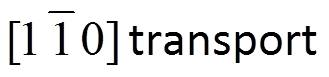 [1 1̅ 0] transport